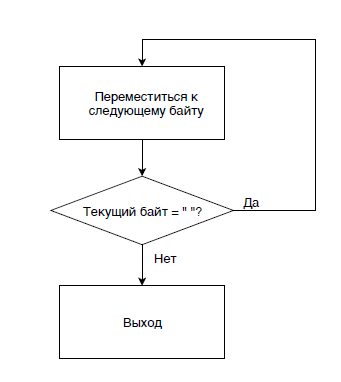 Переместиться к
следующему байту
Текущий байт = " "?
Да
Нет
Выход